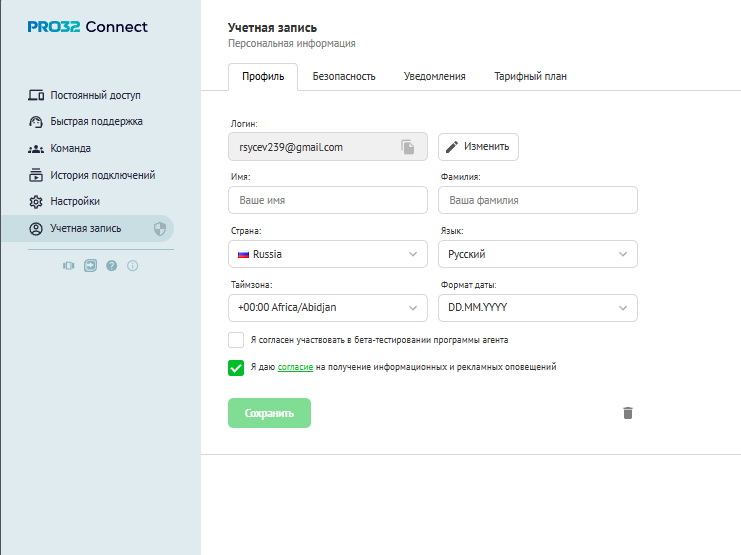 PRO32 Connect
Постоянный доступ
Быстрая поддержка
Команда
История подключений
Настройки
Учетная запись
Учетная запись
Персональная информация
Профиль Безопасность Уведомления Тарифный план
Логин:
rsycev239@gmail.com Изменить
Имя: Фамилия:
Ваше имя Ваша фамилия
Страна: Язык:
Russia Русский
Таймзона: Формат даты:
+00:00 Africa/Abidjan DD.MM.YYYY
Я согласен участвовать в бета-тестировании программы агента
Я даю согласие на получение информационных и рекламных оповещений
Сохранить